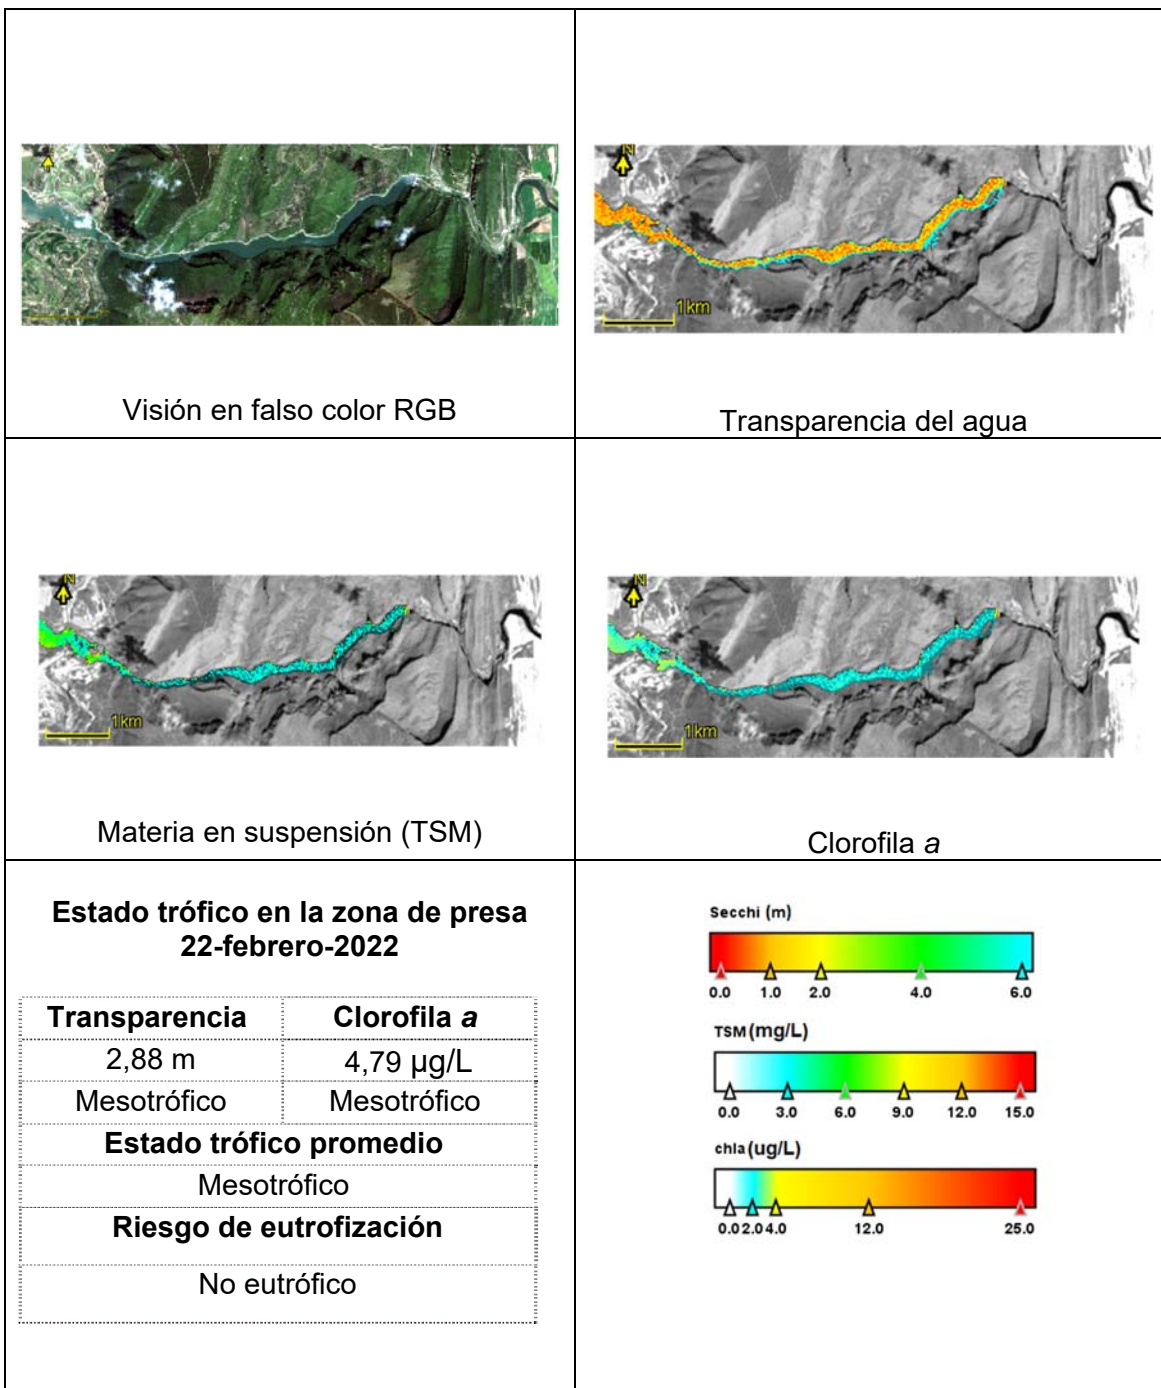 N
Visión en falso color RGB
N
1 km
Transparencia del agua
N
1km
Materia en suspensión (TSM)
N
1km
Clorofila a
Estado trófico en la zona de presa
22-febrero-2022
Transparencia Clorofila a
2,88 m 4,79 µg/L
Mesotrófico Mesotrófico
Estado trófico promedio
Mesotrófico
Riesgo de eutrofización
No eutrófico
Secchi (m)
0.0 1.0 2.0 4.0 6.0
TSM (mg/L)
0.0 3.0 6.0 9.0 12.0 15.0
chla (ug/L)
0.0 2.0 4.0 12.0 25.0